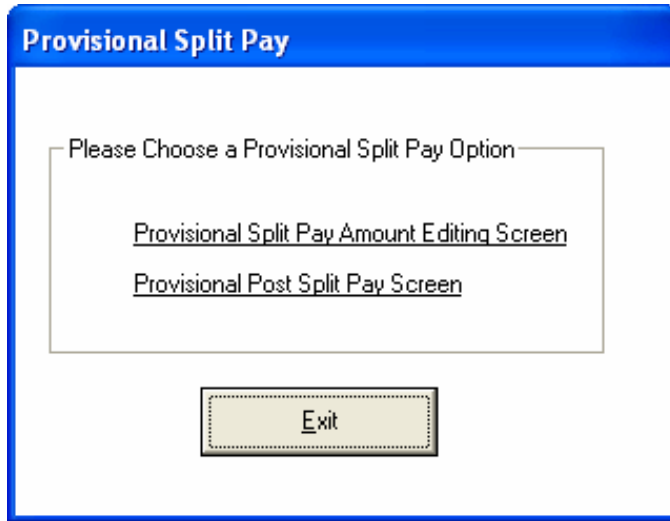 Provisional Split Pay
Please Choose a Provisional Split Pay Option
Provisional Split Pay Amount Editing Screen
Provisional Post Split Pay Screen
Exit